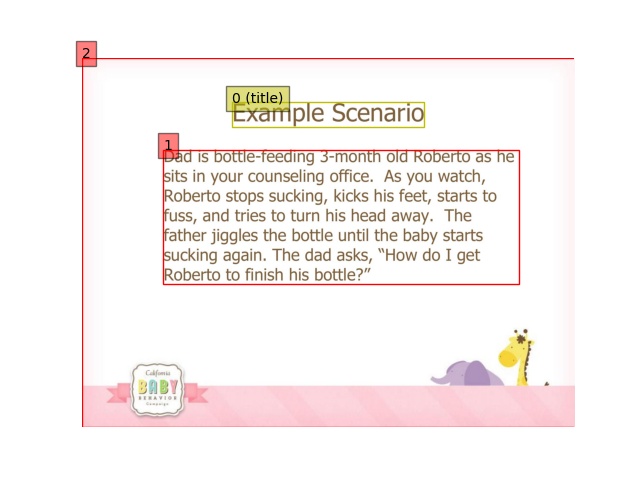 2
0 (title)
Example Scenario
1
Dad is bottle-feeding 3-month old Roberto as he
sits in your counseling office.  As you watch,
Roberto stops sucking, kicks his feet, starts to
fuss, and tries to turn his head away.  The
father jiggles the bottle until the baby starts
sucking again. The dad asks, “How do I get
Roberto to finish his bottle?”
California
BABY
BEHAVIOR
Campaign